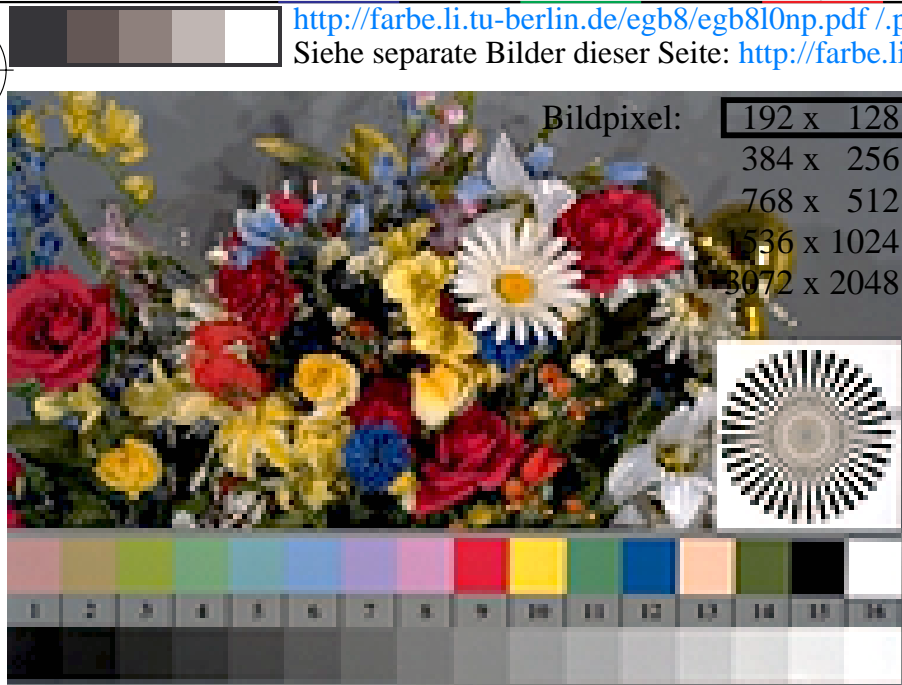 http://farbe.li.tu-berlin.de/egb8/egb8l0np.pdf /.p
Siehe separate Bilder dieser Seite: http://farbe.li
Bildpixel: 192 x 128
384 x 256
768 x 512
1536 x 1024
3072 x 2048
1 2 3 4 5 6 7 8 9 10 11 12 13 14 15 16